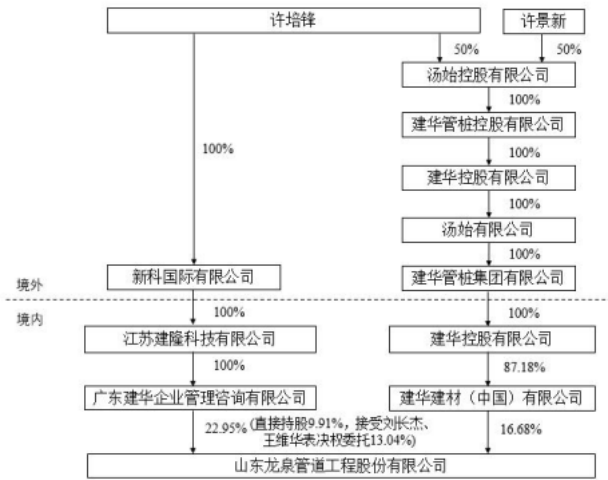 许培锋
许景新
50%
50%
汤始控股有限公司
100%
建华管桩控股有限公司
100%
100%
建华控股有限公司
100%
汤始有限公司
100%
新科国际有限公司
建华管桩集团有限公司
境外
境内
100%
100%
江苏建隆科技有限公司
建华控股有限公司
100%
87.18%
广东建华企业管理咨询有限公司
建华建材（中国）有限公司
22.95%
(直接持股9.91%，接受刘长杰、
王维华表决权委托13.04%)
16.68%
山东龙泉管道工程股份有限公司